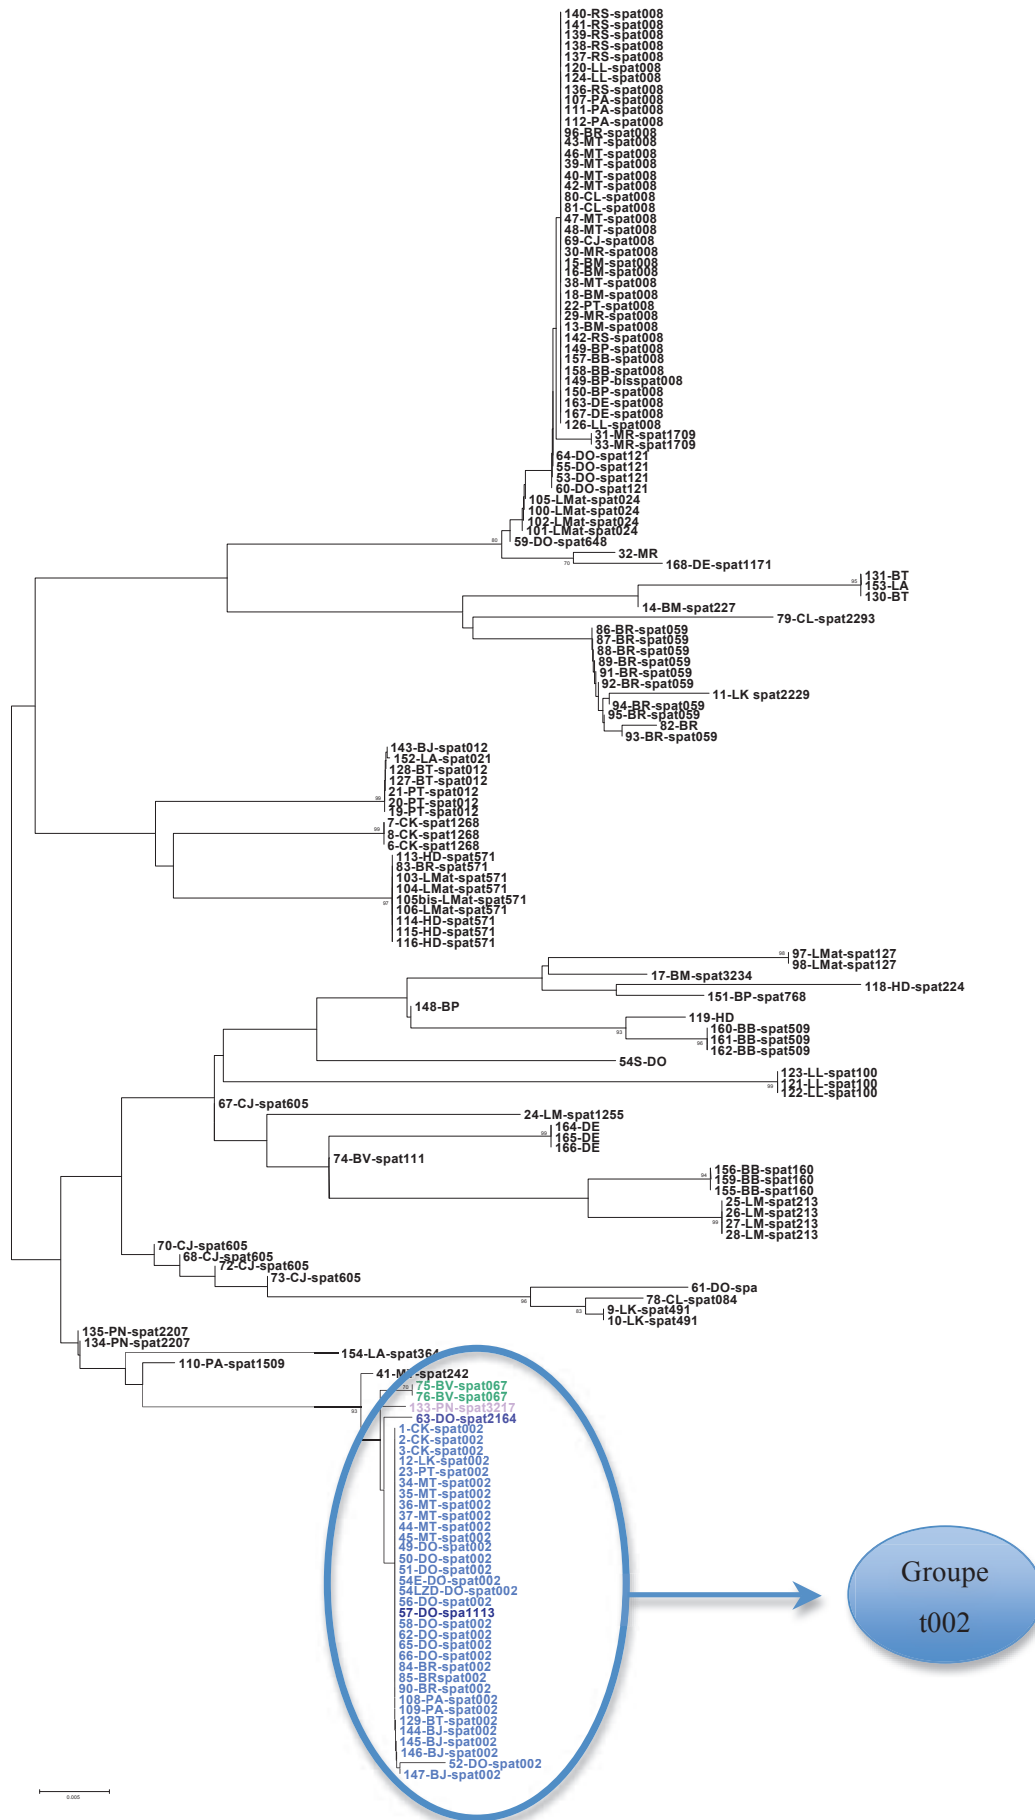 140-RS-spat008
141-RS-spat008
139-RS-spat008
138-RS-spat008
137-RS-spat008
120-LL-spat008
124-LL-spat008
136-RS-spat008
107-PA-spat008
111-PA-spat008
112-PA-spat008
96-BR-spat008
43-MT-spat008
46-MT-spat008
39-MT-spat008
40-MT-spat008
42-MT-spat008
80-CL-spat008
81-CL-spat008
47-MT-spat008
48-MT-spat008
69-CJ-spat008
30-MR-spat008
15-BM-spat008
16-BM-spat008
38-MT-spat008
18-BM-spat008
22-PT-spat008
29-MR-spat008
13-BM-spat008
142-RS-spat008
149-BP-spat008
157-BB-spat008
158-BB-spat008
149-BP-bisspat008
150-BP-spat008
163-DE-spat008
167-DE-spat008
126-LL-spat008
31-MR-spat1709
33-MR-spat1709
64-DO-spat121
55-DO-spat121
53-DO-spat121
60-DO-spat121
105-LMat-spat024
100-LMat-spat024
102-LMat-spat024
101-LMat-spat024
80
59-DO-spat648
32-MR
70
168-DE-spat1171
131-BT
95
153-LA
130-BT
14-BM-spat227
79-CL-spat2293
86-BR-spat059
87-BR-spat059
88-BR-spat059
89-BR-spat059
91-BR-spat059
92-BR-spat059
11-LK spat2229
94-BR-spat059
95-BR-spat059
82-BR
93-BR-spat059
143-BJ-spat012
152-LA-spat021
128-BT-spat012
127-BT-spat012
21-PT-spat012
99
20-PT-spat012
19-PT-spat012
7-CK-spat1268
99
8-CK-spat1268
6-CK-spat1268
113-HD-spat571
83-BR-spat571
103-LMat-spat571
104-LMat-spat571
97
105bis-LMat-spat571
106-LMat-spat571
114-HD-spat571
115-HD-spat571
116-HD-spat571
98
97-LMat-spat127
98-LMat-spat127
17-BM-spat3234
118-HD-spat224
151-BP-spat768
148-BP
119-HD
93
160-BB-spat509
161-BB-spat509
96
162-BB-spat509
54S-DO
123-LL-spat100
99
121-LL-spat100
122-LL-spat100
67-CJ-spat605
24-LM-spat1255
164-DE
99
165-DE
166-DE
74-BV-spat111
156-BB-spat160
94
159-BB-spat160
155-BB-spat160
25-LM-spat213
26-LM-spat213
99
27-LM-spat213
28-LM-spat213
70-CJ-spat605
68-CJ-spat605
72-CJ-spat605
73-CJ-spat605
61-DO-spa
96
78-CL-spat084
83
9-LK-spat491
10-LK-spat491
135-PN-spat2207
134-PN-spat2207
154-LA-spat364
110-PA-spat1509
41-MT-spat242
79
75-BV-spat067
76-BV-spat067
93
133-PN-spat3217
63-DO-spat2164
1-CK-spat002
2-CK-spat002
3-CK-spat002
12-LK-spat002
23-PT-spat002
34-MT-spat002
35-MT-spat002
36-MT-spat002
37-MT-spat002
44-MT-spat002
45-MT-spat002
49-DO-spat002
50-DO-spat002
51-DO-spat002
54E-DO-spat002
54LZD-DO-spat002
56-DO-spat002
57-DO-spa1113
58-DO-spat002
62-DO-spat002
65-DO-spat002
66-DO-spat002
84-BR-spat002
85-BRspat002
90-BR-spat002
108-PA-spat002
109-PA-spat002
129-BT-spat002
144-BJ-spat002
145-BJ-spat002
146-BJ-spat002
52-DO-spat002
147-BJ-spat002
Groupe
t002
0.005